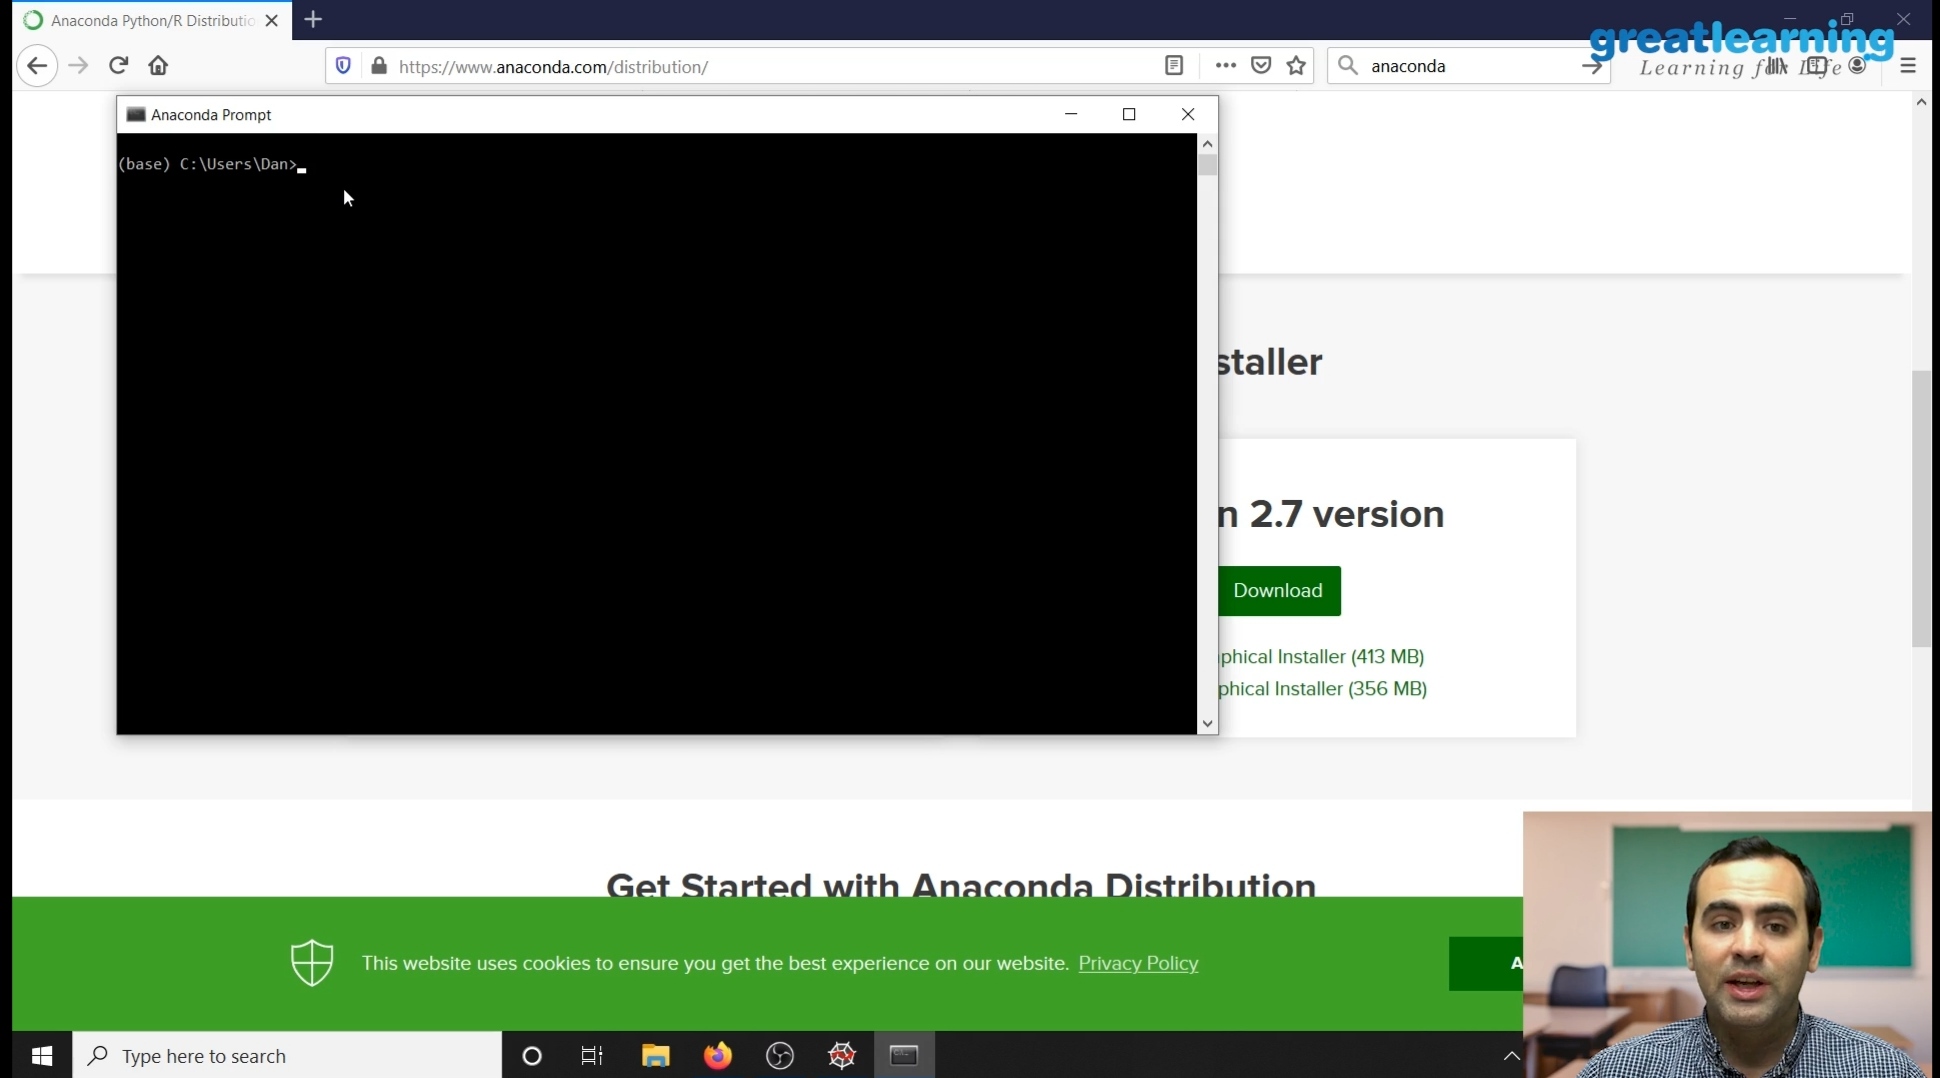 Anaconda Python/R Distributio
greatlearning
Learning for Life
https://www.anaconda.com/distribution/
anaconda
Anaconda Prompt
(base) C:\Users\Dan>
staller
n 2.7 version
Download
phical Installer (413 MB)
phical Installer (356 MB)
Get Started with Anaconda Distribution
This website uses cookies to ensure you get the best experience on our website. Privacy Policy
A
Type here to search